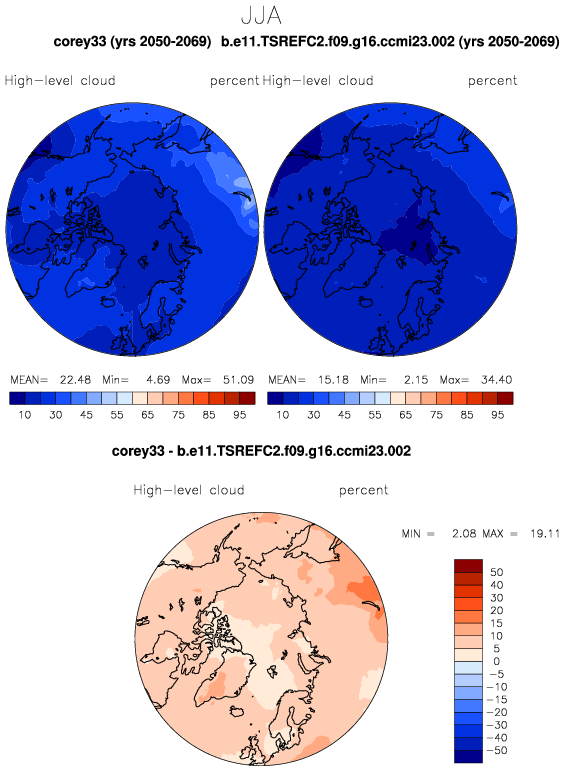 JJA
corey33 (yrs 2050-2069) b.e11.TSREFC2.f09.g16.ccmi23.002 (yrs 2050-2069)
High-level cloud percent High-level cloud percent
MEAN= 22.48 Min= 4.69 Max= 51.09 MEAN= 15.18 Min= 2.15 Max= 34.40
10 30 45 55 65 75 85 95 10 30 45 55 65 75 85 95
corey33 - b.e11.TSREFC2.f09.g16.ccmi23.002
High-level cloud percent
MIN = 2.08 MAX = 19.11
50
40
30
20
15
10
5
0
-5
-10
-15
-20
-30
-40
-50